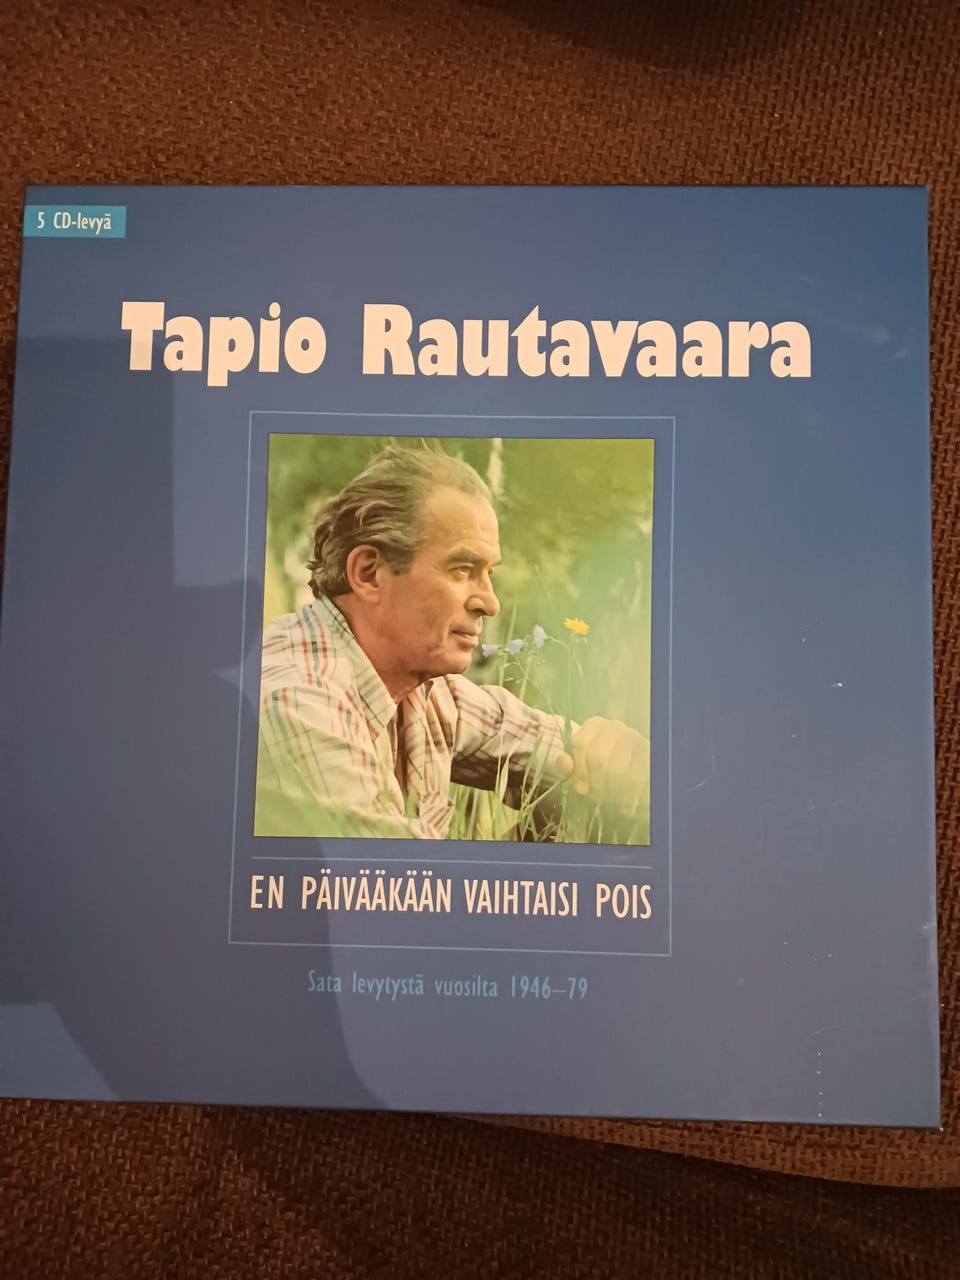 5 CD-levyä
Tapio Rautavaara
EN PÄIVÄÄKÄÄN VAIHTAISI POIS
Sata levytystä vuosilta 1946–79